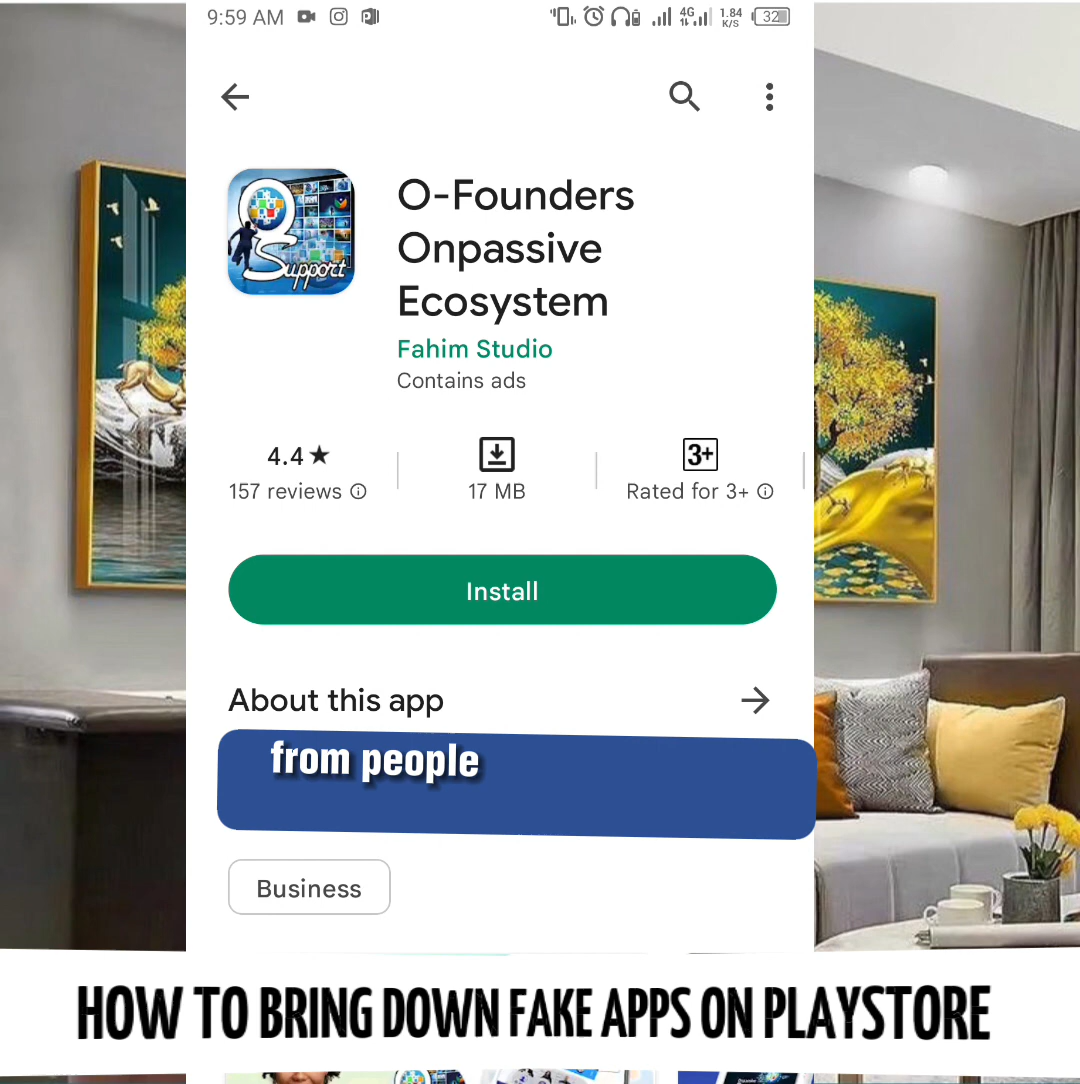 9:59 AM
4G
1.84
K/S
32
Support
O-Founders
Onpassive
Ecosystem
Fahim Studio
Contains ads
4.4★
157 reviews
17 MB
3+
Rated for 3+
Install
About this app
from people
Business
HOW TO BRING DOWN FAKE APPS ON PLAYSTORE